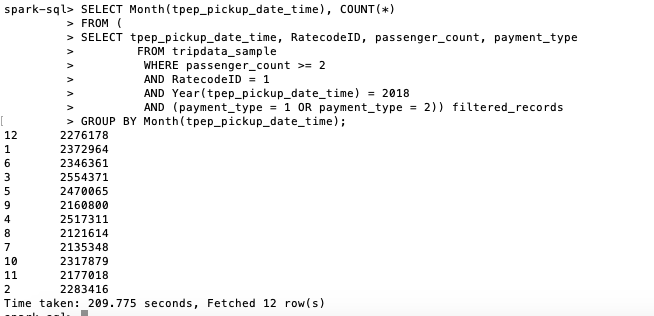 spark-sql> SELECT Month(tpep_pickup_date_time), COUNT(*)
> FROM (
> SELECT tpep_pickup_date_time, RatecodeID, passenger_count, payment_type
> FROM tripdata_sample
> WHERE passenger_count >= 2
> AND RatecodeID = 1
> AND Year(tpep_pickup_date_time) = 2018
> AND (payment_type = 1 OR payment_type = 2)) filtered_records
[ > GROUP BY Month(tpep_pickup_date_time);
12 2276178
1 2372964
6 2346361
3 2554371
5 2470065
9 2160800
4 2517311
8 2121614
7 2135348
10 2317879
11 2177018
2 2283416
Time taken: 209.775 seconds, Fetched 12 row(s)
spark-sql>